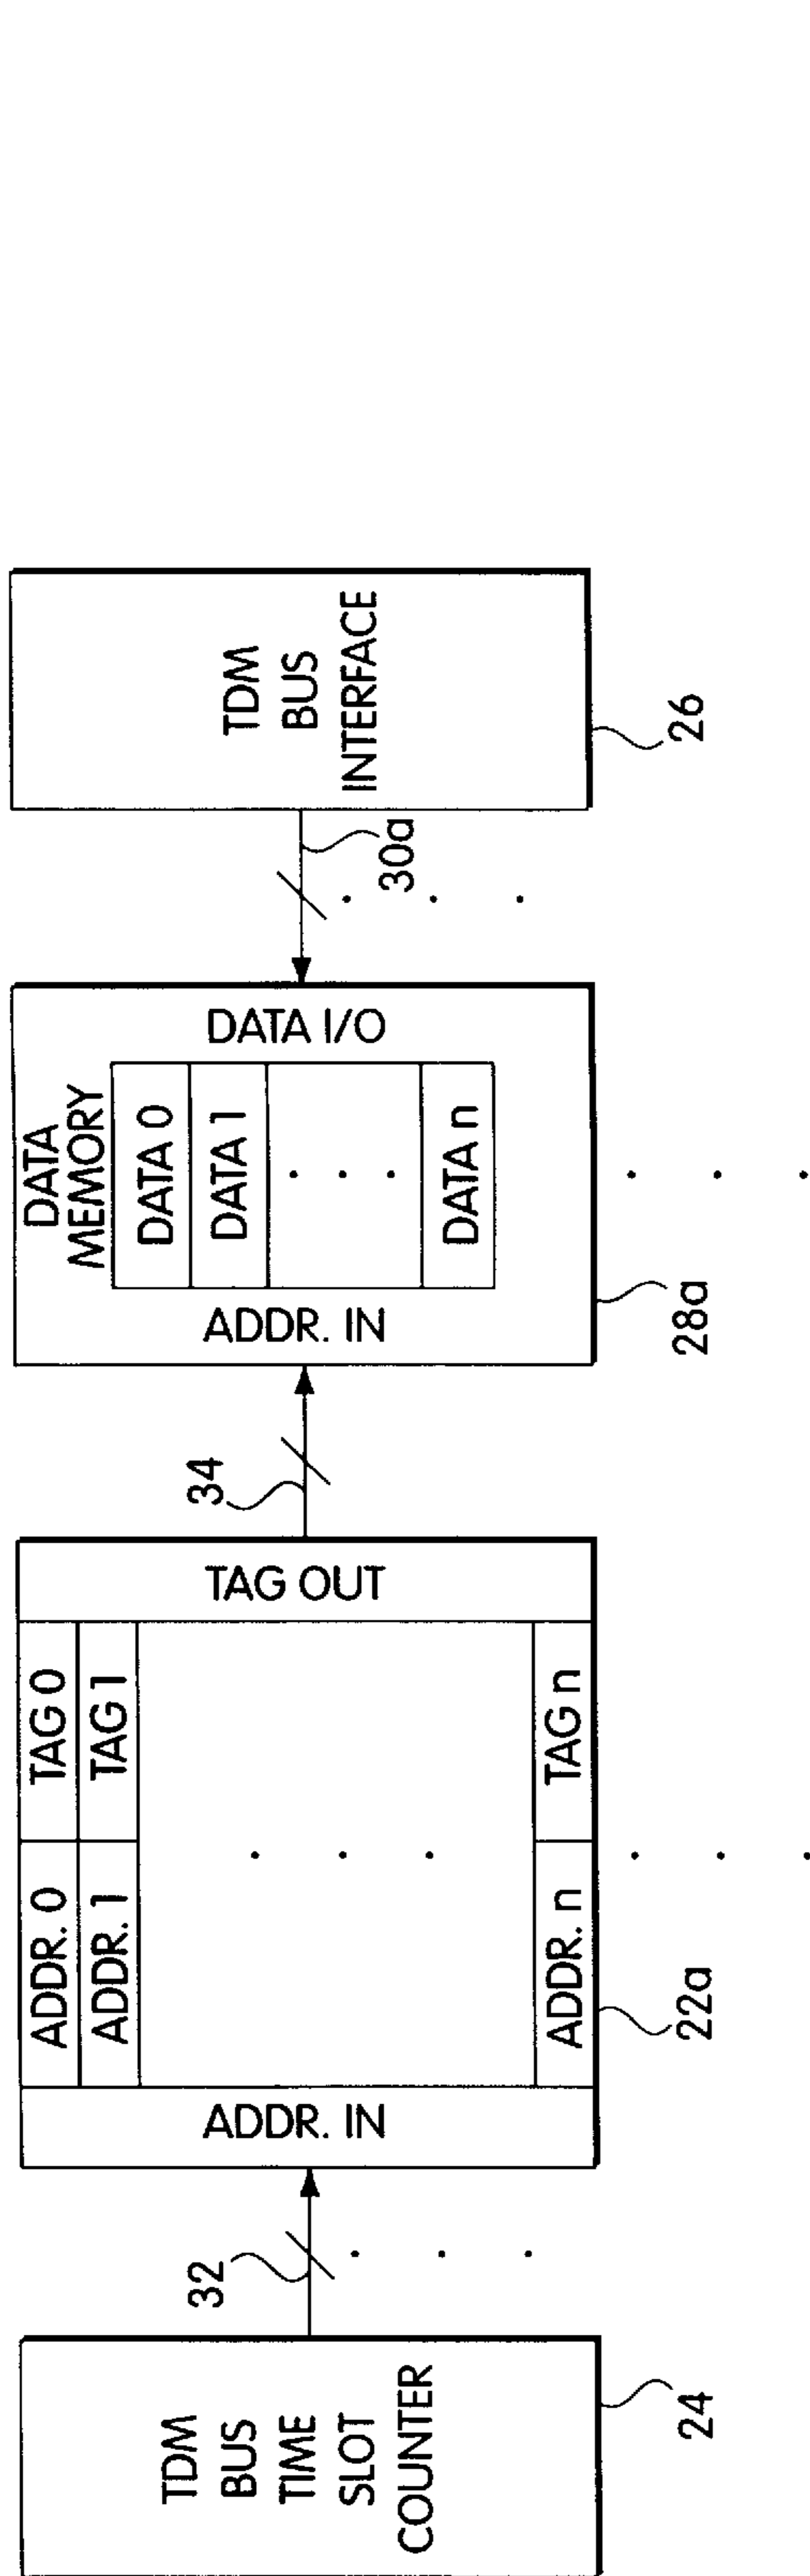 TDM
BUS
TIME
SLOT
COUNTER
24
32
ADDR. IN
ADDR. 0
TAG 0
ADDR. 1
TAG 1
ADDR. n
TAG n
TAG OUT
22a
34
DATA
MEMORY
ADDR. IN
DATA 0
DATA 1
DATA n
DATA I/O
28a
30a
TDM
BUS
INTERFACE
26